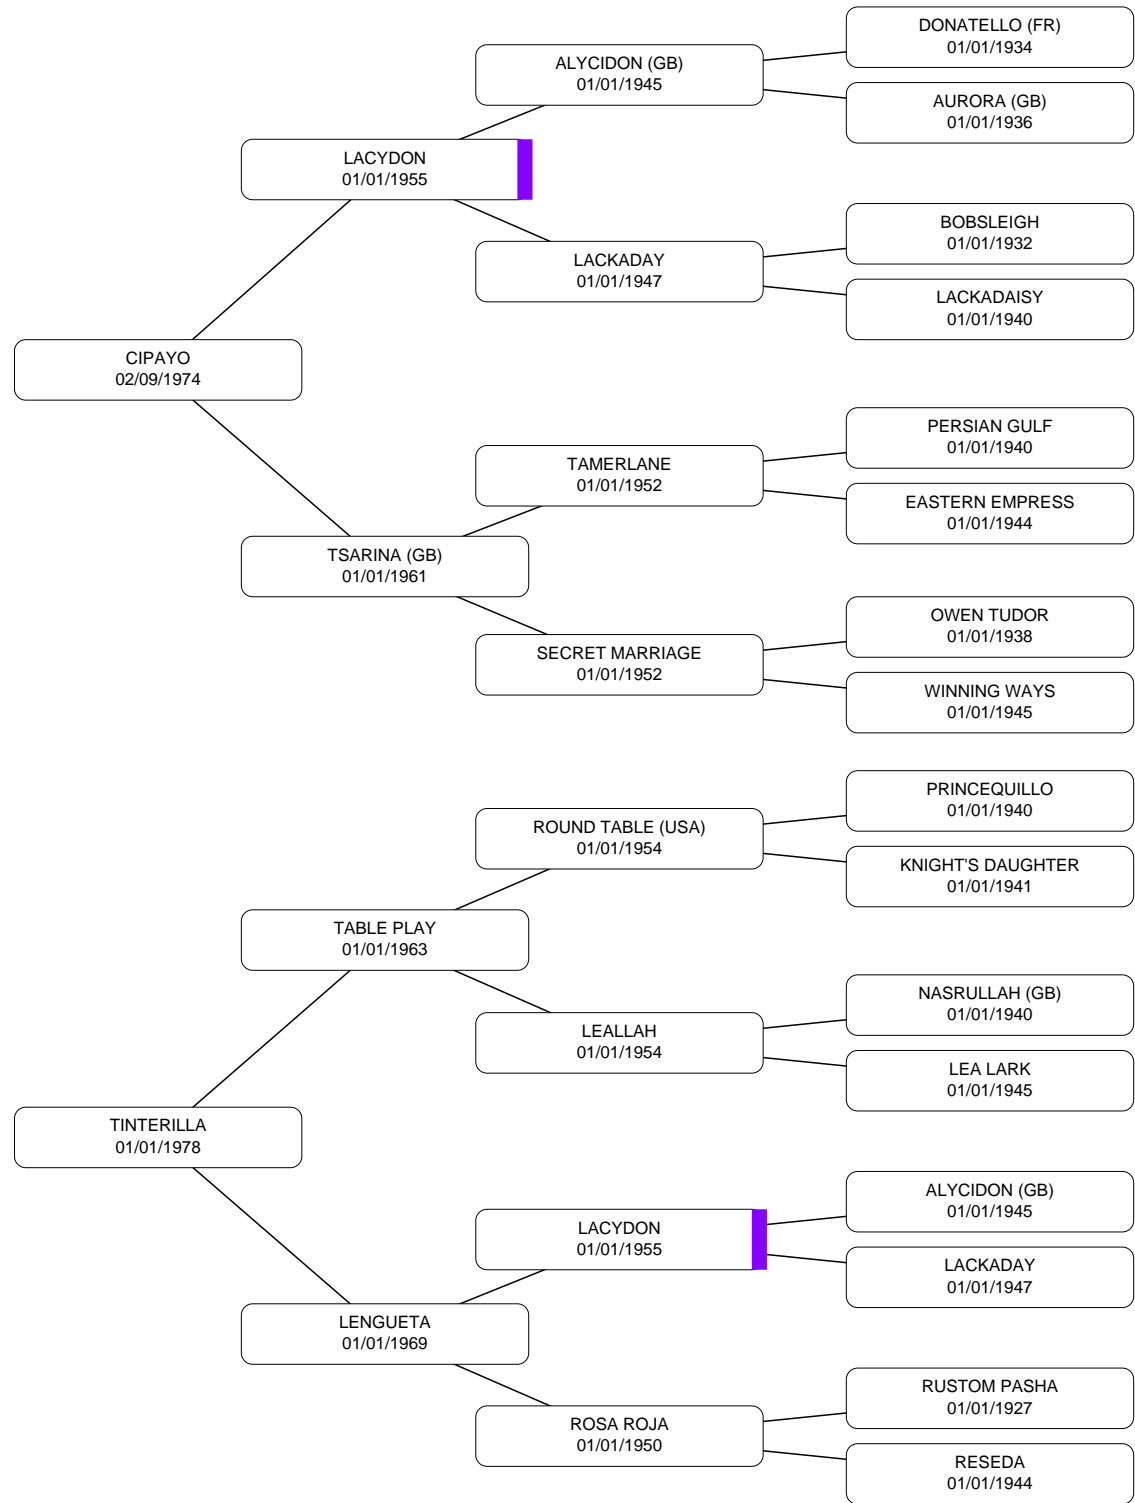 DONATELLO (FR)
01/01/1934
ALYCIDON (GB)
01/01/1945
AURORA (GB)
01/01/1936
LACYDON
01/01/1955
BOBSLEIGH
01/01/1932
LACKADAY
01/01/1947
LACKADAISY
01/01/1940
CIPAYO
02/09/1974
PERSIAN GULF
01/01/1940
TAMERLANE
01/01/1952
EASTERN EMPRESS
01/01/1944
TSARINA (GB)
01/01/1961
OWEN TUDOR
01/01/1938
SECRET MARRIAGE
01/01/1952
WINNING WAYS
01/01/1945
PRINCEQUILLO
01/01/1940
ROUND TABLE (USA)
01/01/1954
KNIGHT'S DAUGHTER
01/01/1941
TABLE PLAY
01/01/1963
NASRULLAH (GB)
01/01/1940
LEALLAH
01/01/1954
LEA LARK
01/01/1945
TINTERILLA
01/01/1978
ALYCIDON (GB)
01/01/1945
LACYDON
01/01/1955
LACKADAY
01/01/1947
LENGUETA
01/01/1969
RUSTOM PASHA
01/01/1927
ROSA ROJA
01/01/1950
RESEDA
01/01/1944